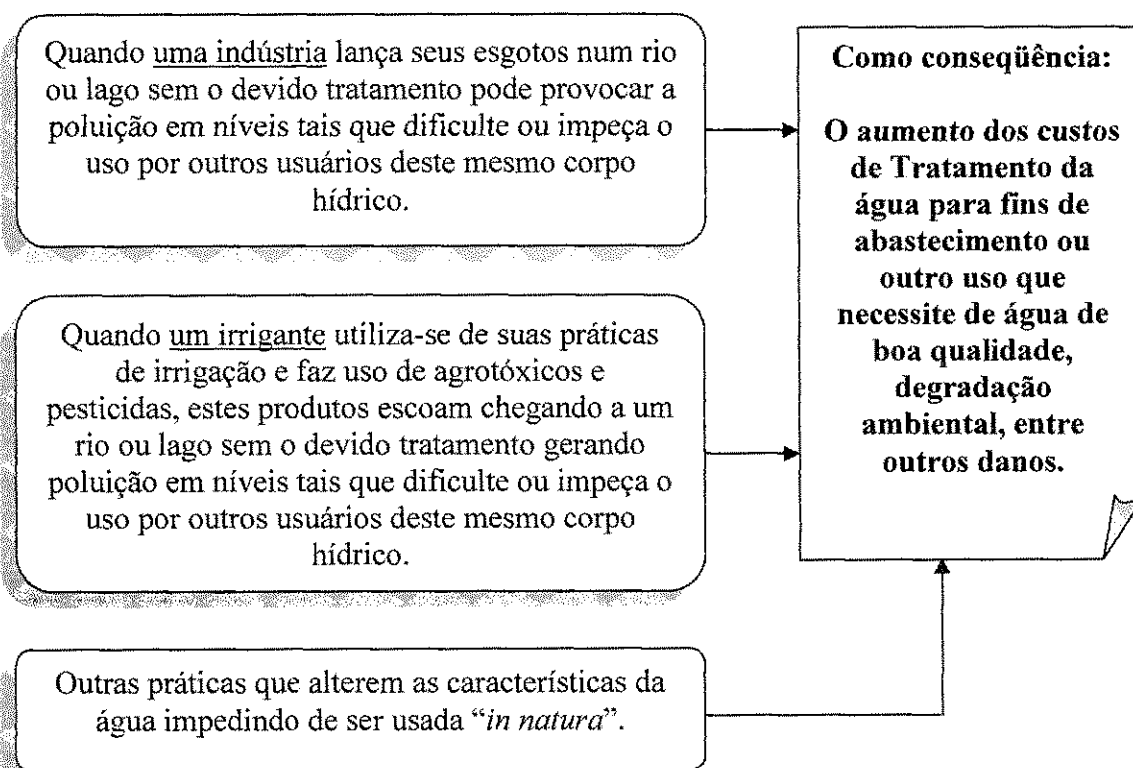 Quando uma indústria lança seus esgotos num rio
ou lago sem o devido tratamento pode provocar a
poluição em níveis tais que dificulte ou impeça o
uso por outros usuários deste mesmo corpo
hídrico.
Quando um irrigante utiliza-se de suas práticas
de irrigação e faz uso de agrotóxicos e
pesticidas, estes produtos escoam chegando a um
rio ou lago sem o devido tratamento gerando
poluição em níveis tais que dificulte ou impeça o
uso por outros usuários deste mesmo corpo
hídrico.
Outras práticas que alterem as características da
água impedindo de ser usada “in natura”.
Como conseqüência:
O aumento dos custos
de Tratamento da
água para fins de
abastecimento ou
outro uso que
necessite de água de
boa qualidade,
degradação
ambiental, entre
outros danos.